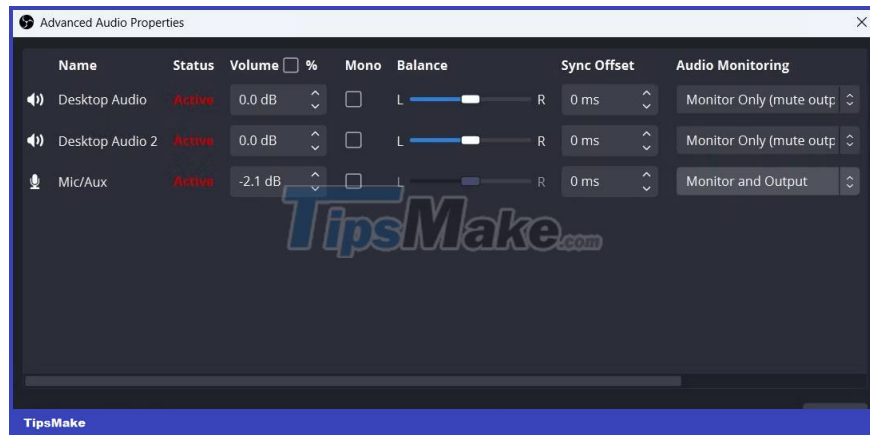 Advanced Audio Properties
Name Status Volume % Mono Balance Sync Offset Audio Monitoring
Desktop Audio Active 0.0 dB L R 0 ms Monitor Only (mute outp
Desktop Audio 2 Active 0.0 dB L R 0 ms Monitor Only (mute outp
Mic/Aux Active -2.1 dB L R 0 ms Monitor and Output
TipsMake.com
TipsMake